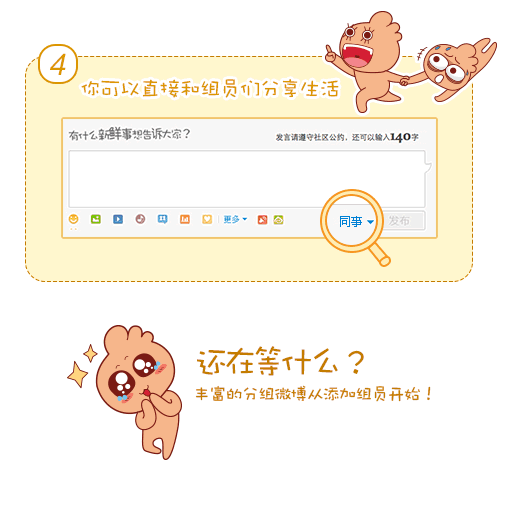 4
你可以直接和组员们分享生活
有什么新鲜事想告诉大家？
发言请遵守社区公约，还可以输入140字
更多
同事
发布
还在等什么？
丰富的分组微博从添加组员开始！